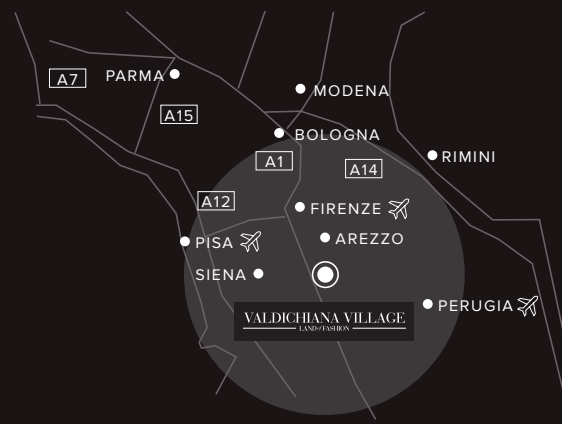 A7
PARMA
MODENA
A15
BOLOGNA
A1
A14
RIMINI
A12
FIRENZE
PISA
AREZZO
SIENA
PERUGIA
VALDICHIANA VILLAGE
LAND of FASHION